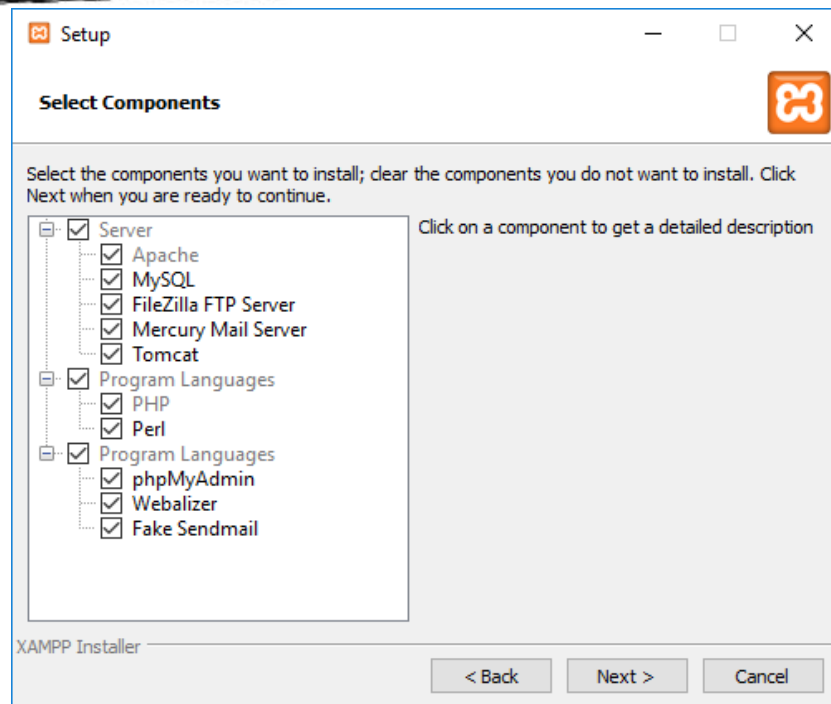 Setup
Select Components
Select the components you want to install; clear the components you do not want to install. Click
Next when you are ready to continue.
Server
Apache
MySQL
FileZilla FTP Server
Mercury Mail Server
Tomcat
Program Languages
PHP
Perl
Program Languages
phpMyAdmin
Webalizer
Fake Sendmail
Click on a component to get a detailed description
XAMPP Installer
< Back
Next >
Cancel